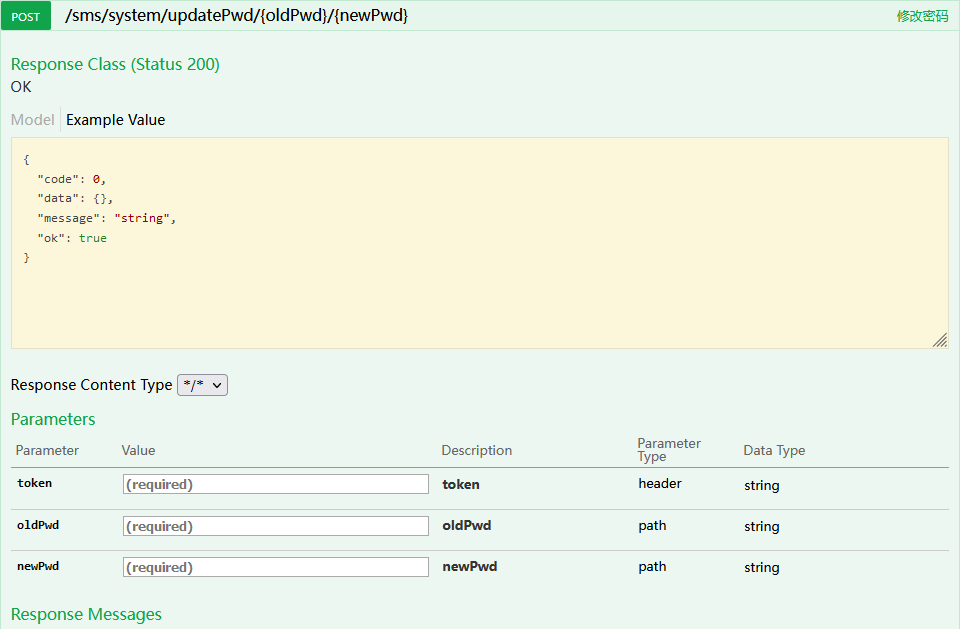 POST /sms/system/updatePwd/{oldPwd}/{newPwd} 修改密码
Response Class (Status 200)
OK
Model Example Value
{
  "code": 0,
  "data": {},
  "message": "string",
  "ok": true
}
Response Content Type */*
Parameters
Parameter Value Description Parameter Type Data Type
token (required) token header string
oldPwd (required) oldPwd path string
newPwd (required) newPwd path string
Response Messages